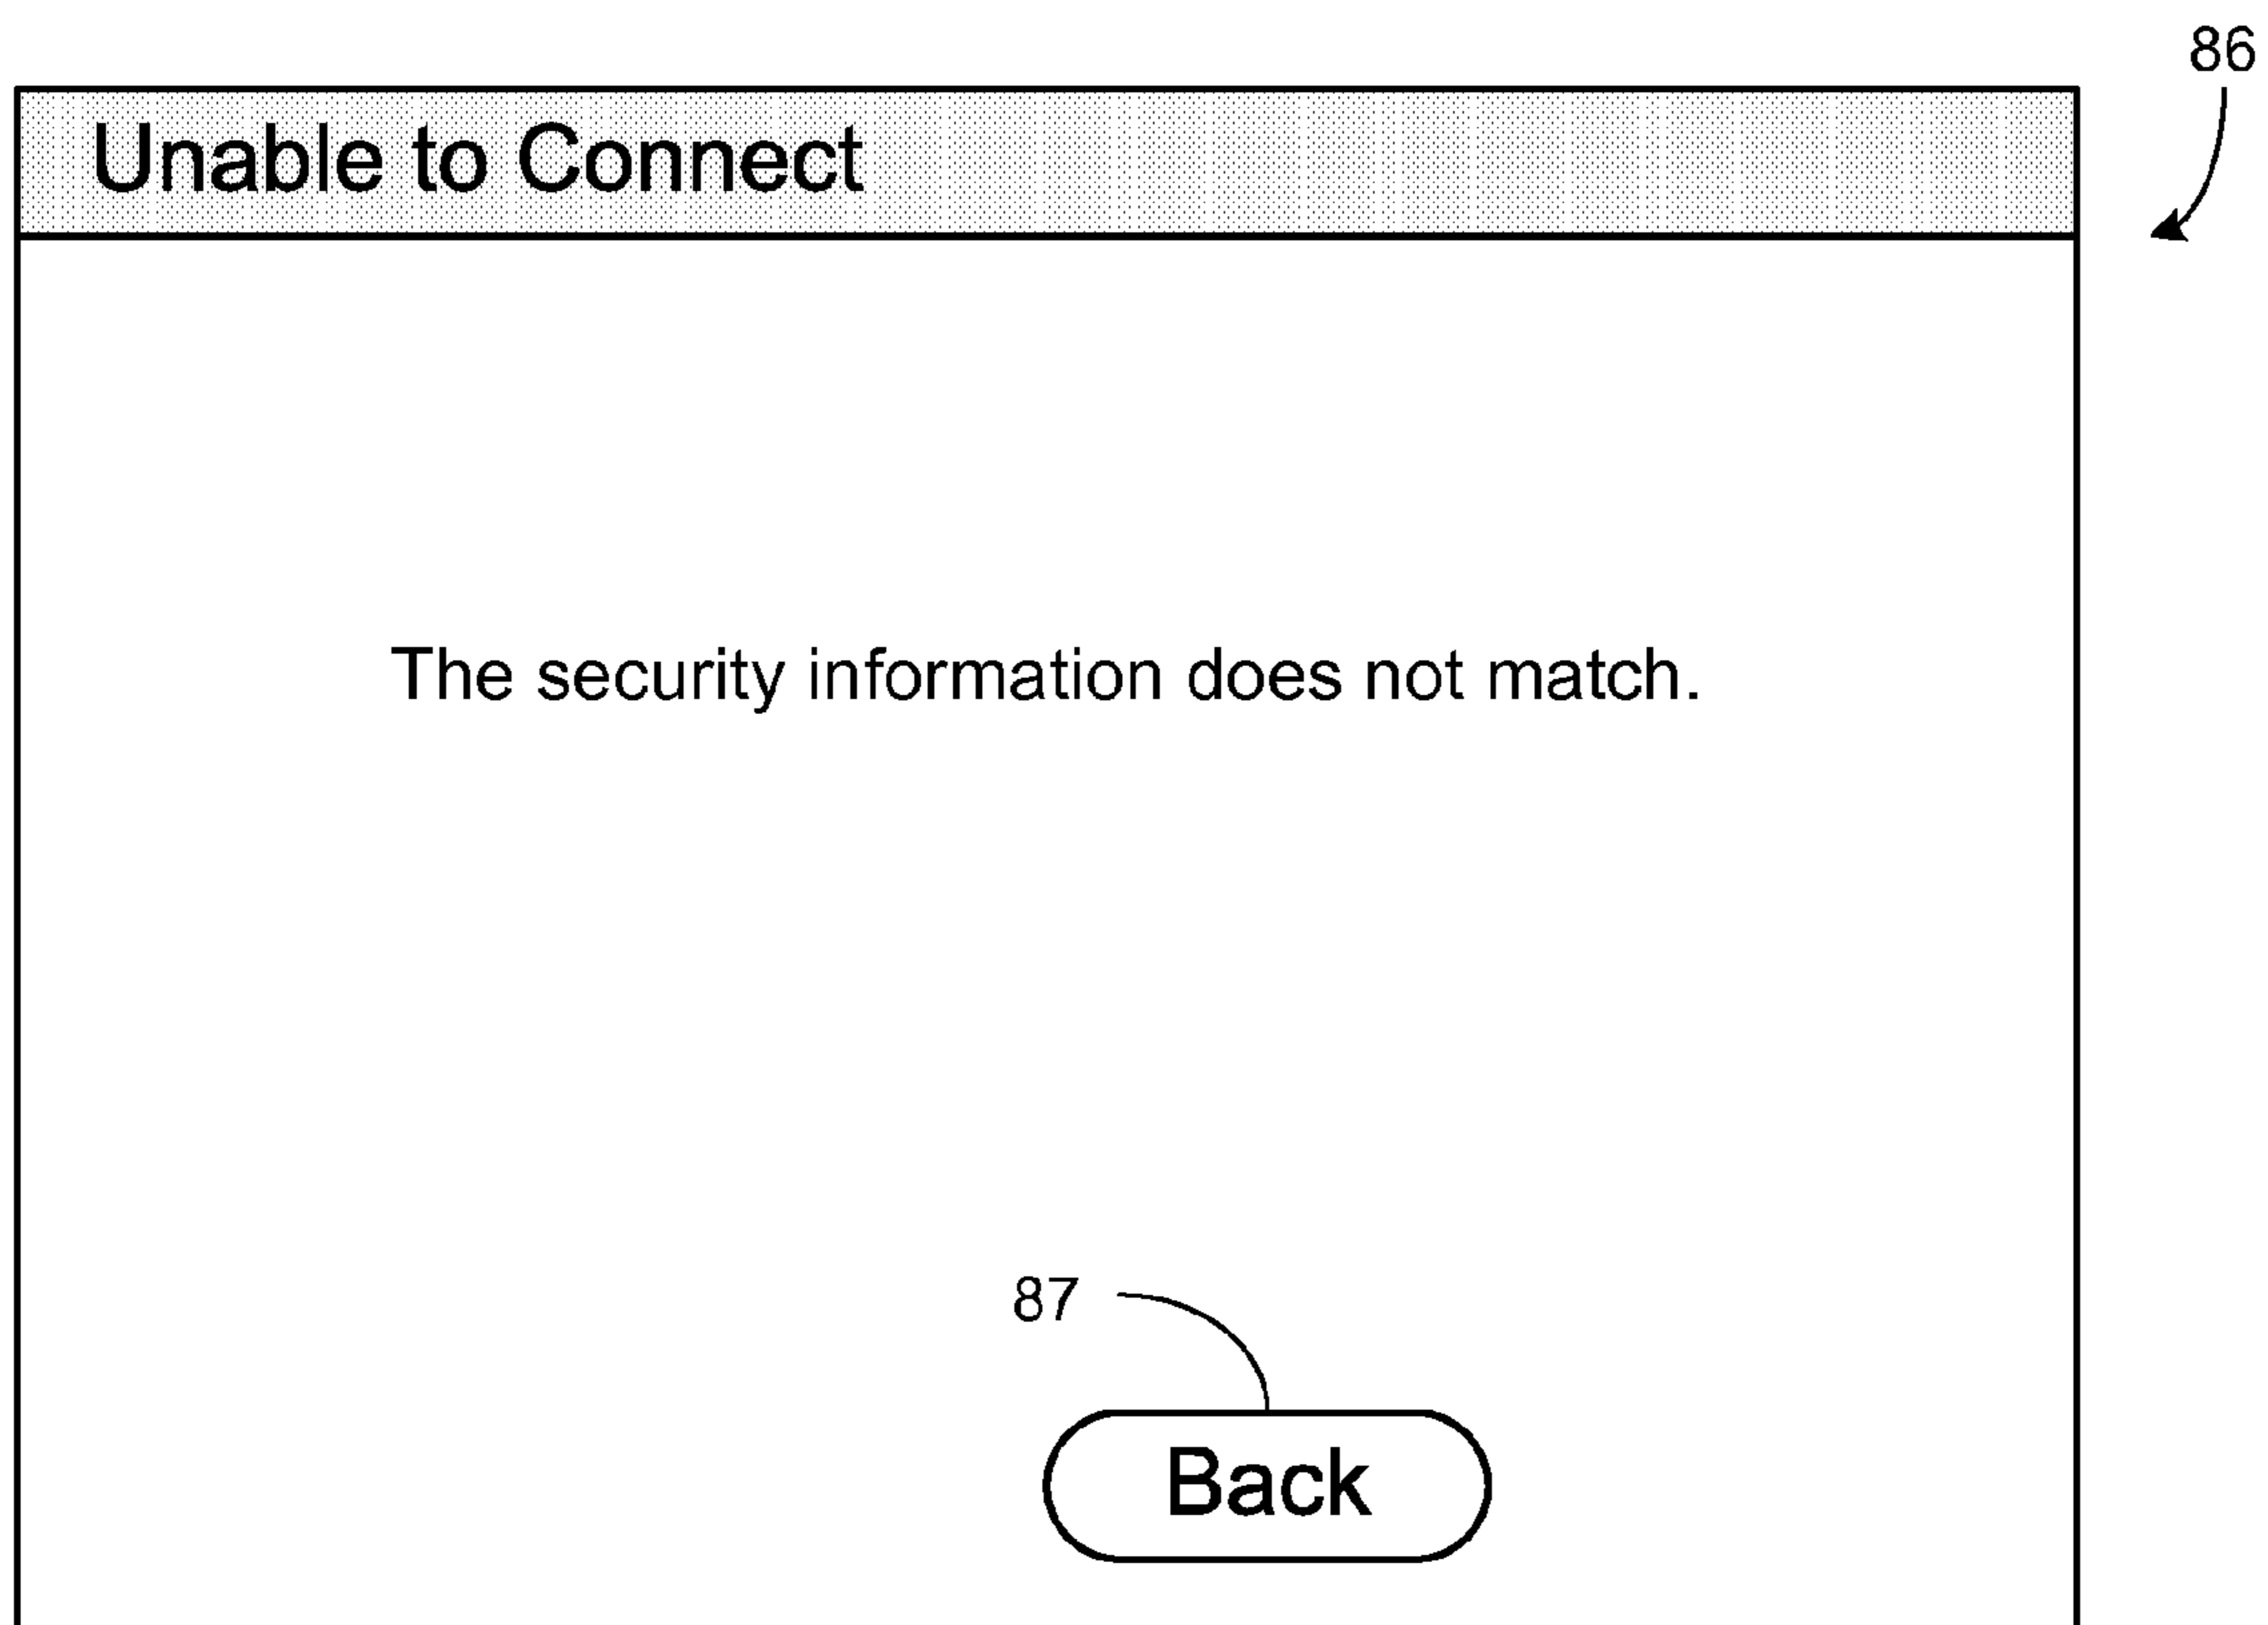 86
Unable to Connect
The security information does not match.
87
Back